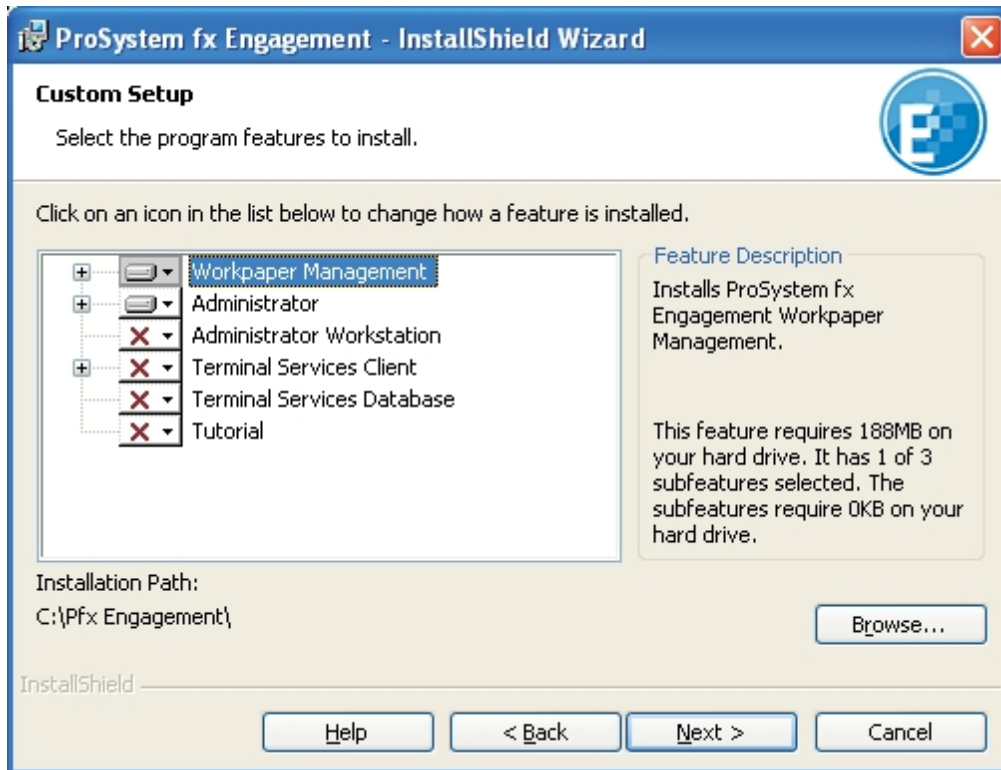 ProSystem fx Engagement - InstallShield Wizard
Custom Setup
Select the program features to install.
E
Click on an icon in the list below to change how a feature is installed.
Workpaper Management
Administrator
Administrator Workstation
Terminal Services Client
Terminal Services Database
Tutorial
Feature Description
Installs ProSystem fx
Engagement Workpaper
Management.
This feature requires 188MB on
your hard drive. It has 1 of 3
subfeatures selected. The
subfeatures require 0KB on your
hard drive.
Installation Path:
C:\Pfx Engagement\
Browse...
InstallShield
Help
< Back
Next >
Cancel